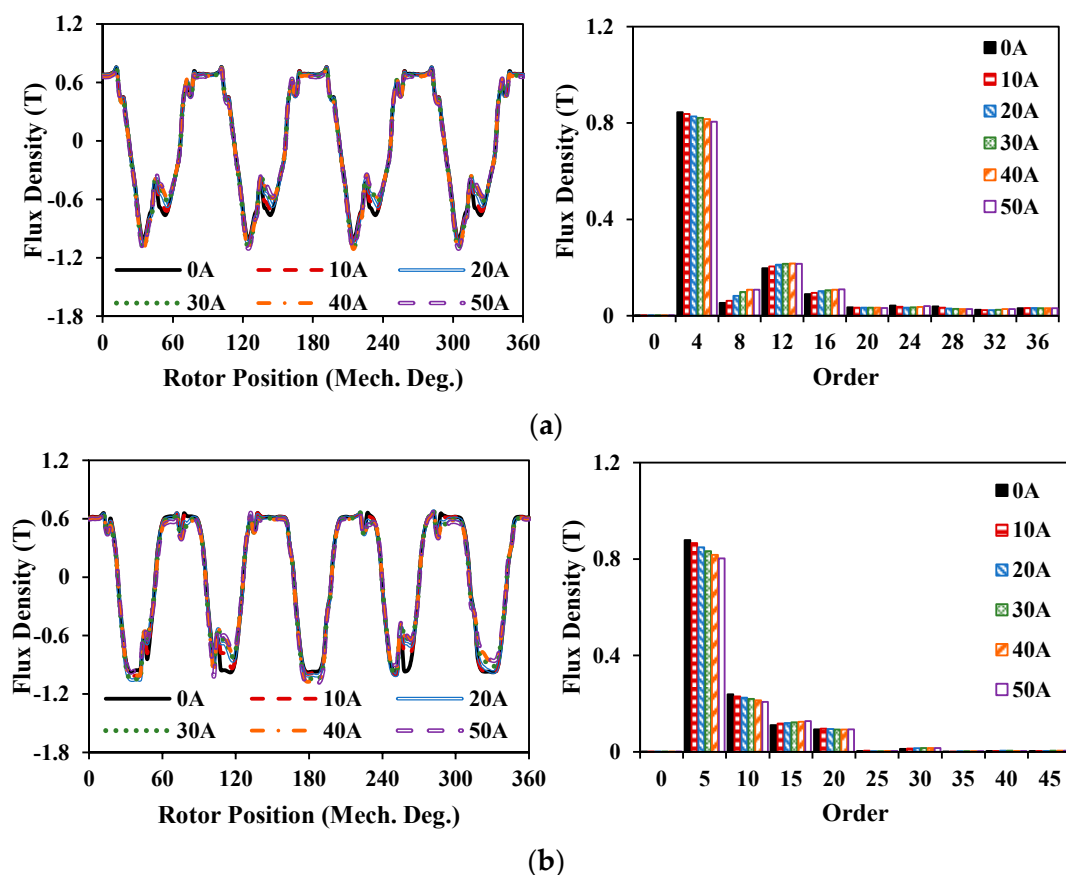 1.2
0.6
0
-0.6
-1.2
-1.8
Flux Density (T)
0A
10A
20A
30A
40A
50A
0 60 120 180 240 300 360
Rotor Position (Mech. Deg.)
1.2
0.8
0.4
0
Flux Density (T)
0A
10A
20A
30A
40A
50A
0 4 8 12 16 20 24 28 32 36
Order
(a)
1.2
0.6
0
-0.6
-1.2
-1.8
Flux Density (T)
0A
10A
20A
30A
40A
50A
0 60 120 180 240 300 360
Rotor Position (Mech. Deg.)
1.2
0.8
0.4
0
Flux Density (T)
0A
10A
20A
30A
40A
50A
0 5 10 15 20 25 30 35 40 45
Order
(b)